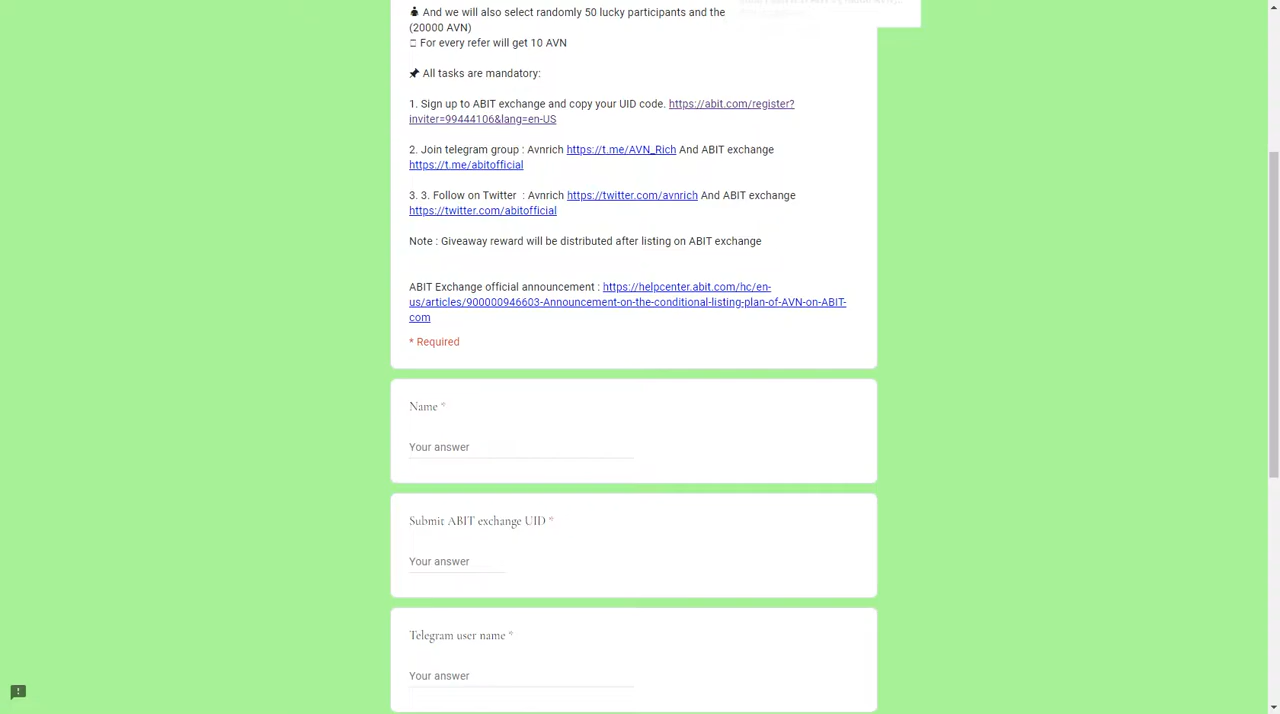 And we will also select randomly 50 lucky participants and the
(20000 AVN)
For every refer will get 10 AVN
All tasks are mandatory:
1. Sign up to ABIT exchange and copy your UID code. https://abit.com/register?
inviter=99444106&lang=en-US
2. Join telegram group : Avnrich https://t.me/AVN_Rich And ABIT exchange
https://t.me/abitofficial
3. 3. Follow on Twitter : Avnrich https://twitter.com/avnrich And ABIT exchange
https://twitter.com/abitofficial
Note : Giveaway reward will be distributed after listing on ABIT exchange
ABIT Exchange official announcement : https://helpcenter.abit.com/hc/en-
us/articles/900000946603-Announcement-on-the-conditional-listing-plan-of-AVN-on-ABIT-
com
* Required
Name *
Your answer
Submit ABIT exchange UID *
Your answer
Telegram user name *
Your answer